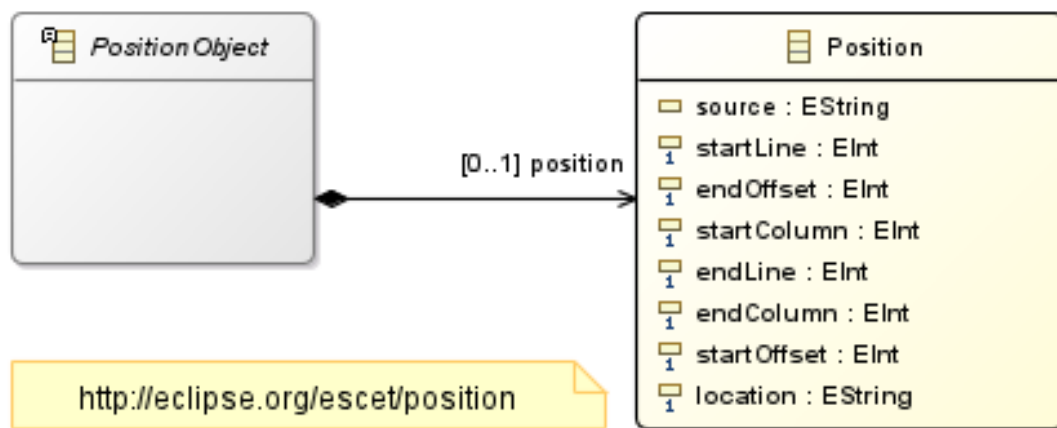 PositionObject
Position
source : EString
startLine : EInt
endOffset : EInt
startColumn : EInt
endLine : EInt
endColumn : EInt
startOffset : EInt
location : EString
[0..1] position
http://eclipse.org/escet/position